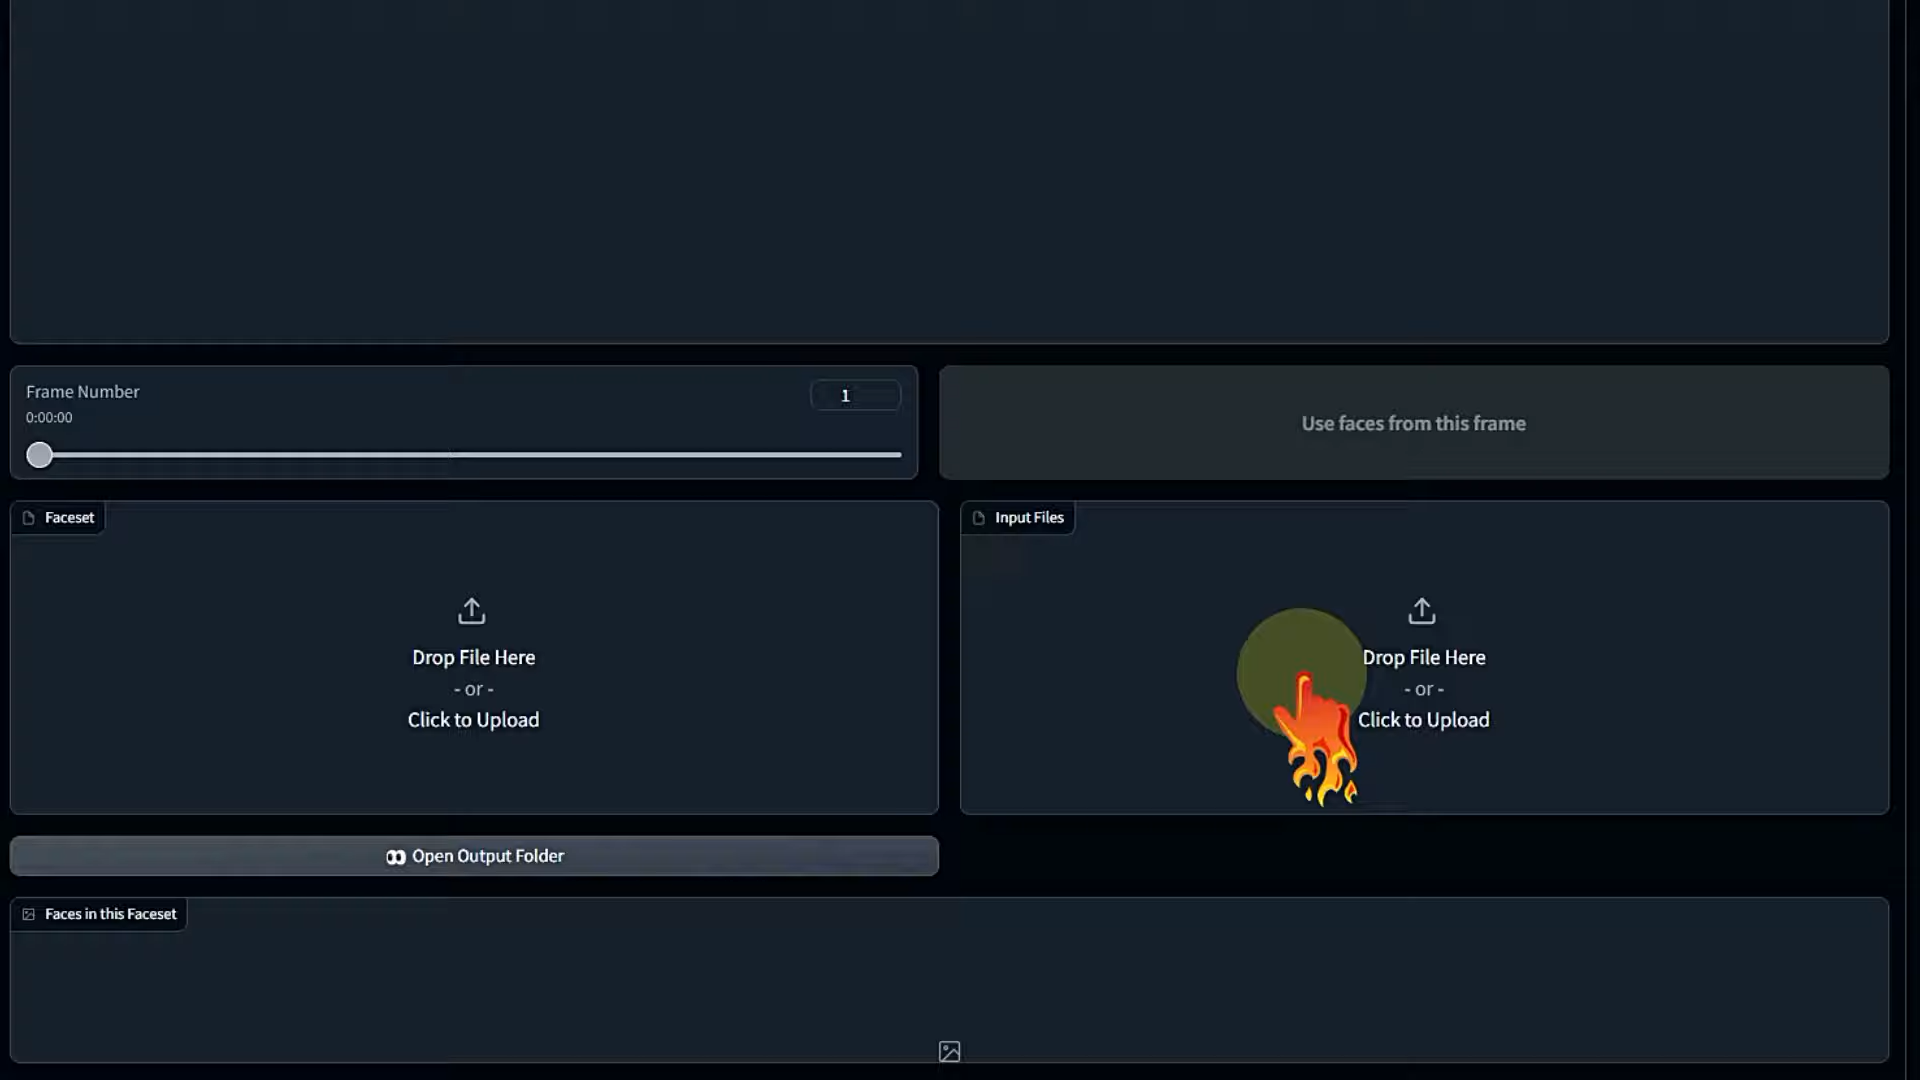 Frame Number
1
0:00:00
Use faces from this frame
Faceset
Input Files
Drop File Here
- or -
Click to Upload
Drop File Here
- or -
Click to Upload
Open Output Folder
Faces in this Faceset